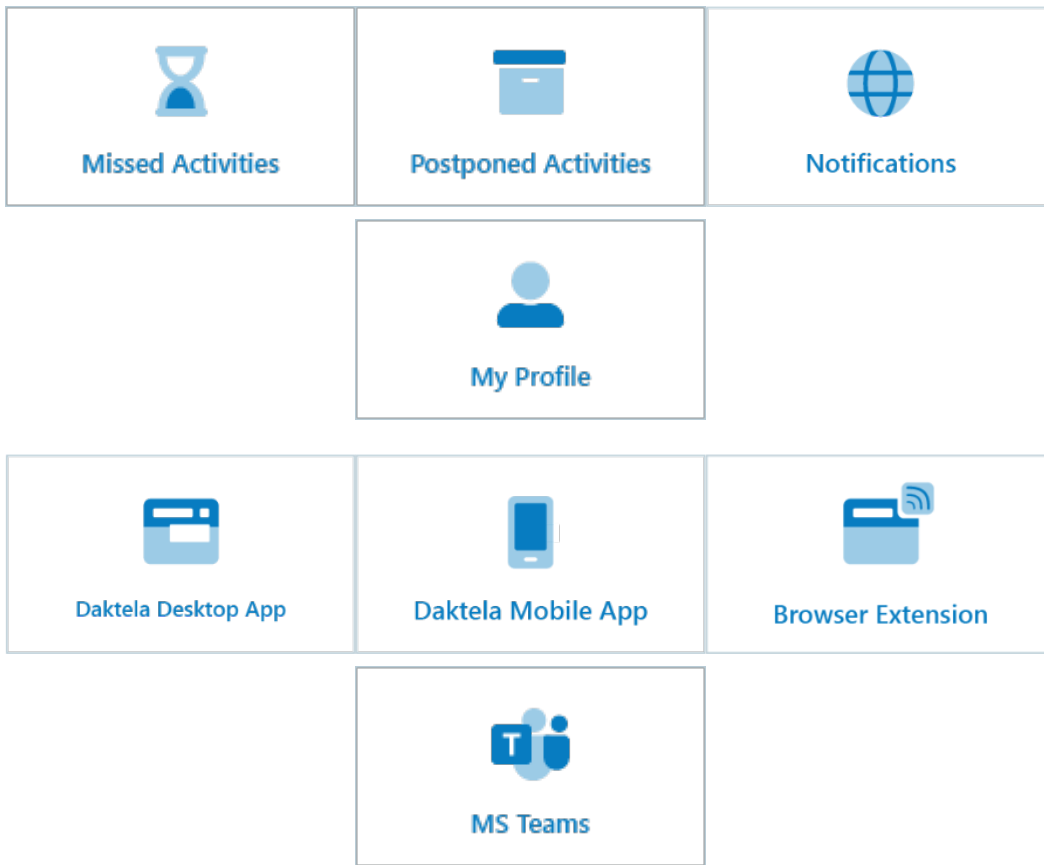 Missed Activities
Postponed Activities
Notifications
My Profile
Daktela Desktop App
Daktela Mobile App
Browser Extension
T
MS Teams